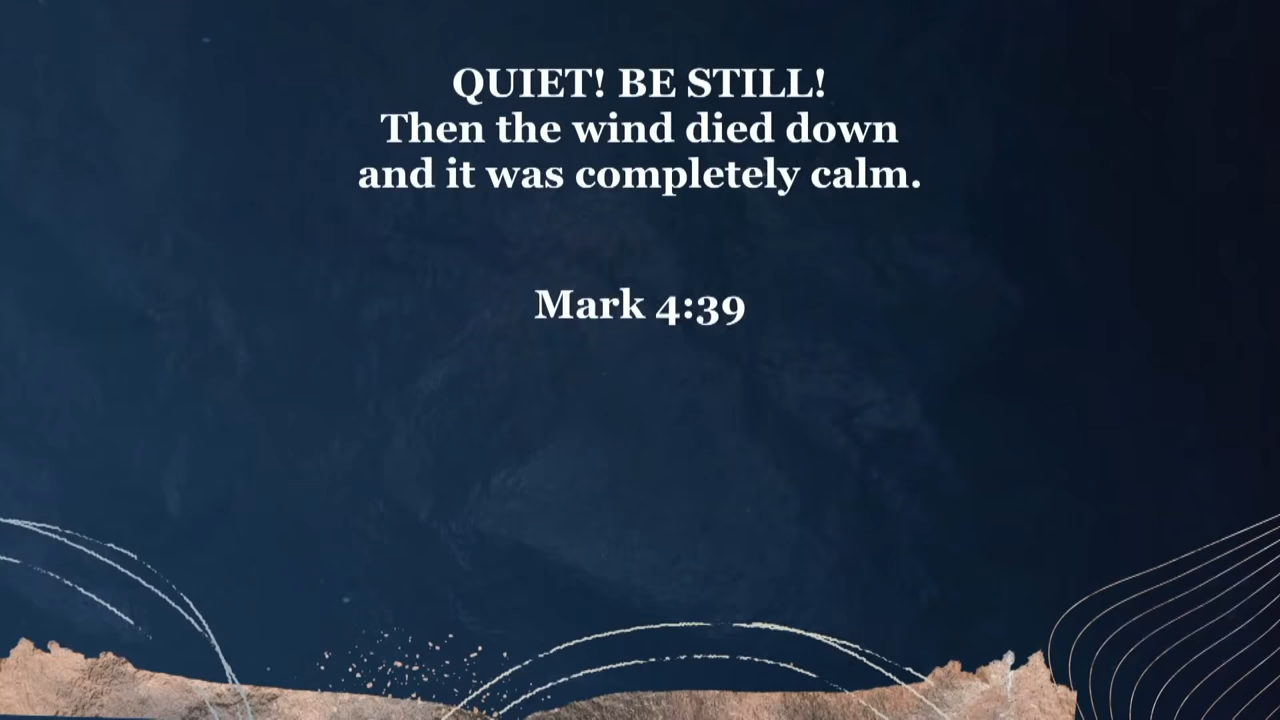 QUIET! BE STILL!
Then the wind died down
and it was completely calm.
Mark 4:39